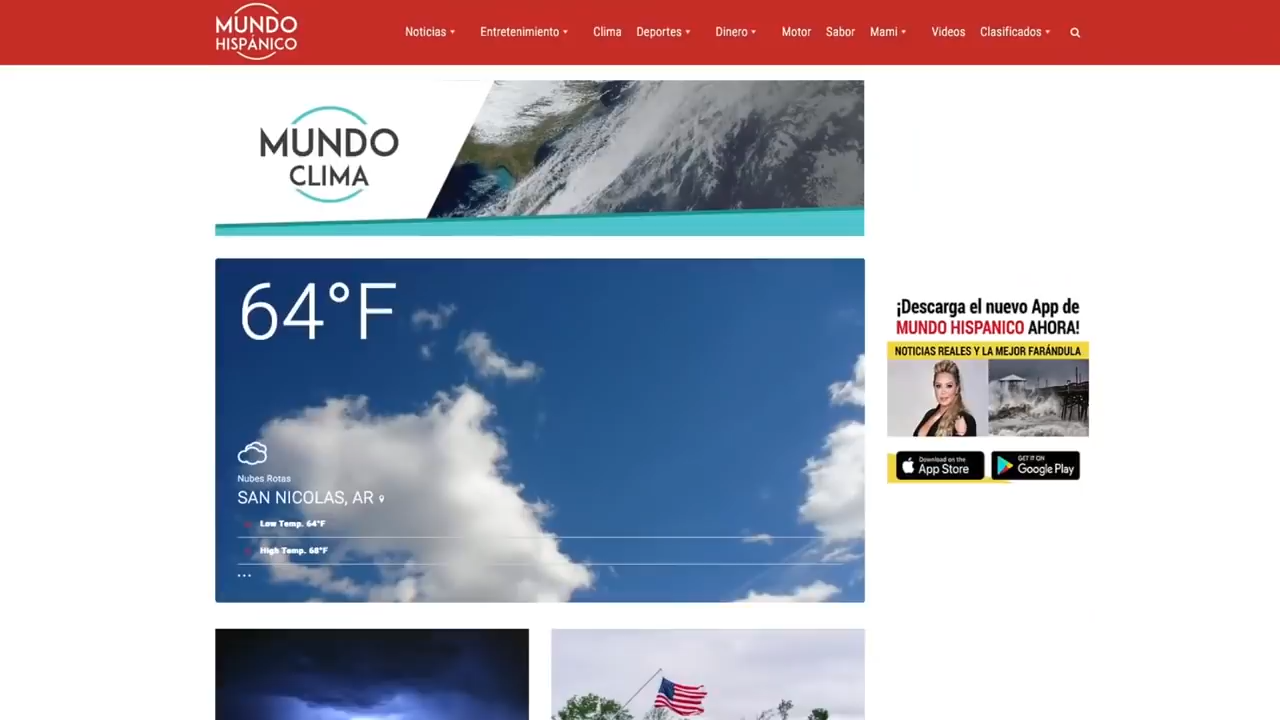 MUNDO
HISPÁNICO
Noticias Entretenimiento Clima Deportes Dinero Motor Sabor Mami Videos Clasificados
MUNDO
CLIMA
64°F
Nubes Rotas
SAN NICOLAS, AR
Low Temp. 64°F
High Temp. 68°F
...
¡Descarga el nuevo App de
MUNDO HISPANICO AHORA!
NOTICIAS REALES Y LA MEJOR FARÁNDULA
Download on the
App Store
GET IT ON
Google Play